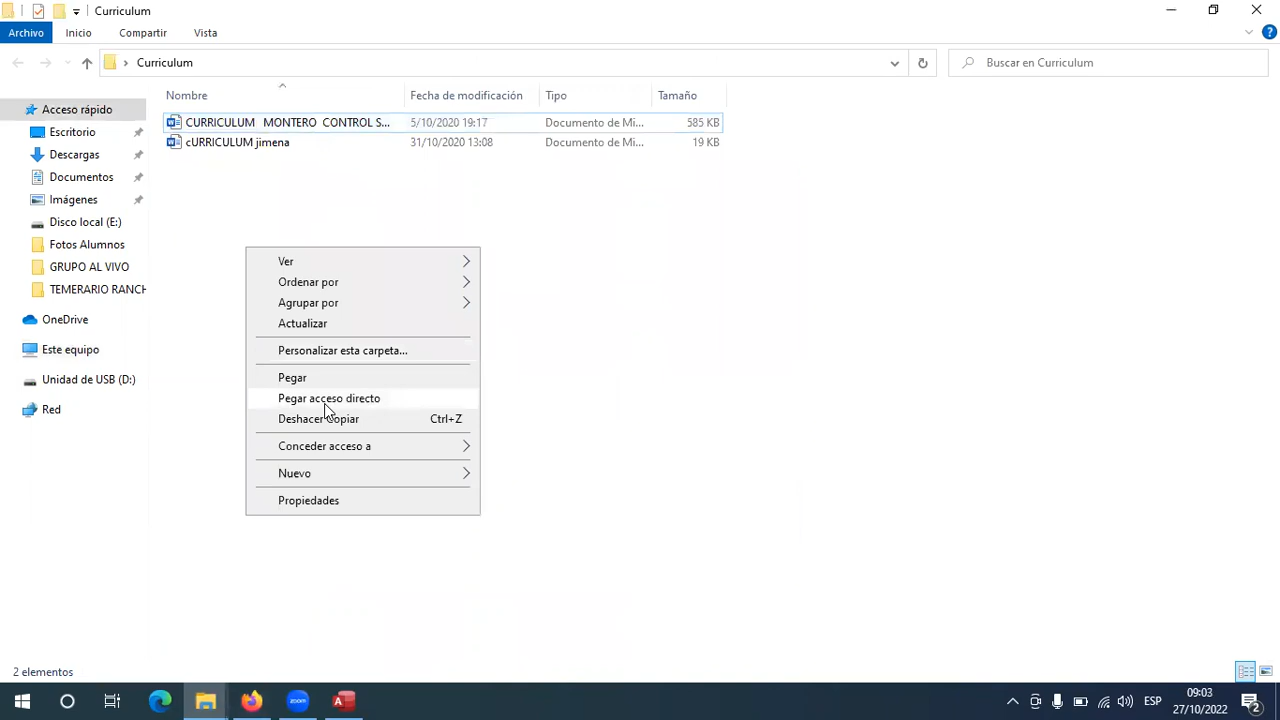 Curriculum
Archivo Inicio Compartir Vista
Curriculum
Buscar en Curriculum
Nombre Fecha de modificación Tipo Tamaño
CURRICULUM MONTERO CONTROL S... 5/10/2020 19:17 Documento de Mi... 585 KB
cURRICULUM jimena 31/10/2020 13:08 Documento de Mi... 19 KB
Acceso rápido
Escritorio
Descargas
Documentos
Imágenes
Disco local (E:)
Fotos Alumnos
GRUPO AL VIVO
TEMERARIO RANCH
OneDrive
Este equipo
Unidad de USB (D:)
Red
Ver
Ordenar por
Agrupar por
Actualizar
Personalizar esta carpeta...
Pegar
Pegar acceso directo
Deshacer copiar Ctrl+Z
Conceder acceso a
Nuevo
Propiedades
2 elementos
zoom
ESP
09:03
27/10/2022
2